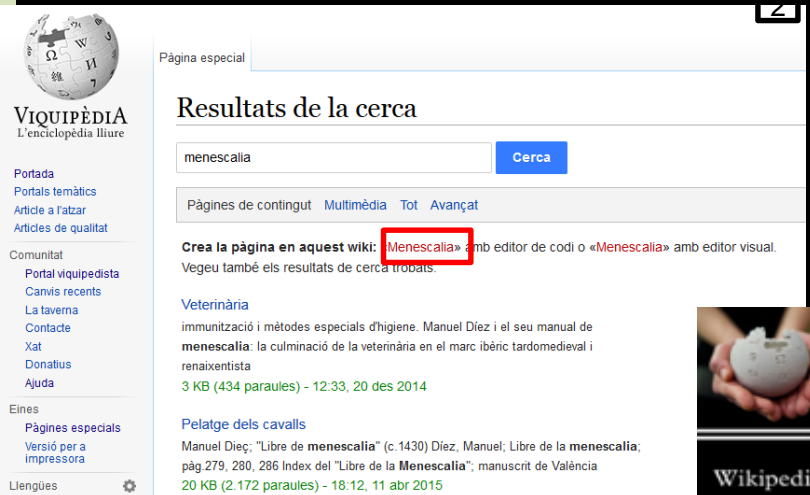 2
Pàgina especial
VIQUIPÈDIA
L'enciclopèdia lliure
Resultats de la cerca
menescalia Cerca
Portada
Portals temàtics
Article a l'atzar
Articles de qualitat
Comunitat
Portal viquipedista
Canvis recents
La taverna
Contacte
Xat
Donatius
Ajuda
Eines
Pàgines especials
Versió per a
impressora
Llengües
Pàgines de contingut Multimèdia Tot Avançat
Crea la pàgina en aquest wiki: «Menescalia» amb editor de codi o «Menescalia» amb editor visual.
Vegeu també els resultats de cerca trobats.
Veterinària
immunització i mètodes especials d'higiene. Manuel Díez i el seu manual de
menescalia: la culminació de la veterinària en el marc ibèric tardomedieval i
renaixentista
3 KB (434 paraules) - 12:33, 20 des 2014
Pelatge dels cavalls
Manuel Dieç; "Libre de menescalia" (c.1430) Díez, Manuel; Libre de la menescalia;
pàg.279, 280, 286 Index del "Libre de la Menescalia"; manuscrit de València
20 KB (2.172 paraules) - 18:12, 11 abr 2015
Wikipedi